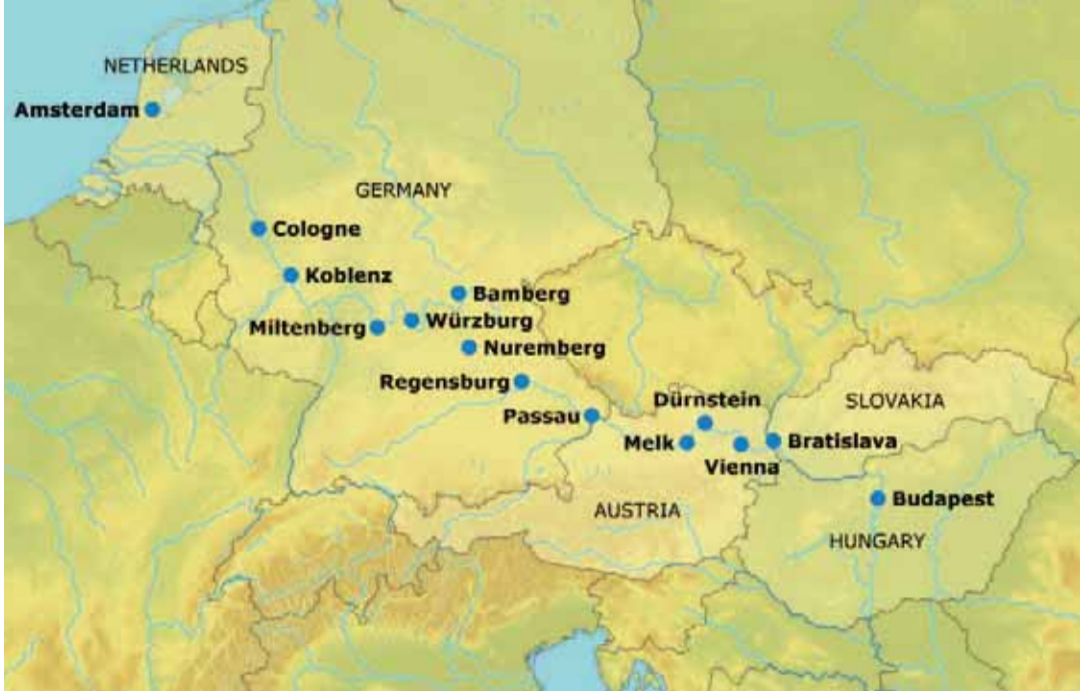 NETHERLANDS
Amsterdam
GERMANY
Cologne
Koblenz
Bamberg
Miltenberg
Würzburg
Nuremberg
Regensburg
Passau
Dürnstein
SLOVAKIA
Melk
Bratislava
Vienna
Budapest
AUSTRIA
HUNGARY